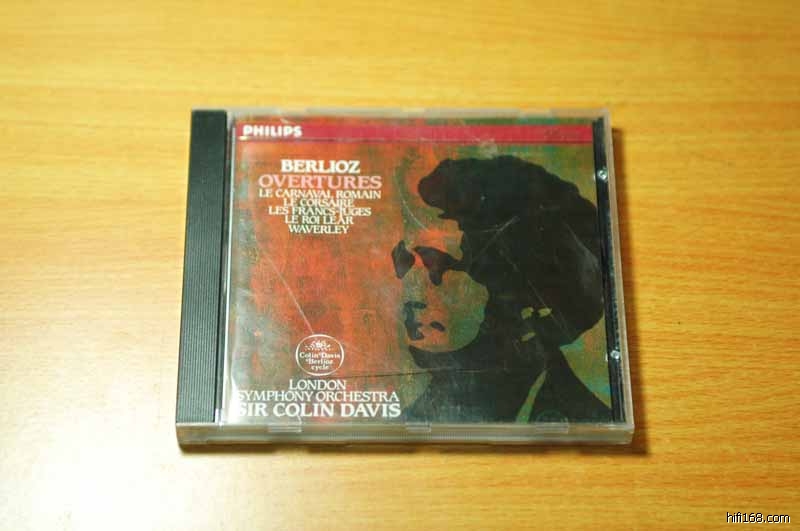 PHILIPS
BERLIOZ
OVERTURES
LE CARNAVAL ROMAIN
LE CORSAIRE
LES FRANCS-JUGES
LE ROI LEAR
WAVERLEY
Colin Davis
Berlioz
cycle
LONDON
SYMPHONY ORCHESTRA
SIR COLIN DAVIS
hifi168.com